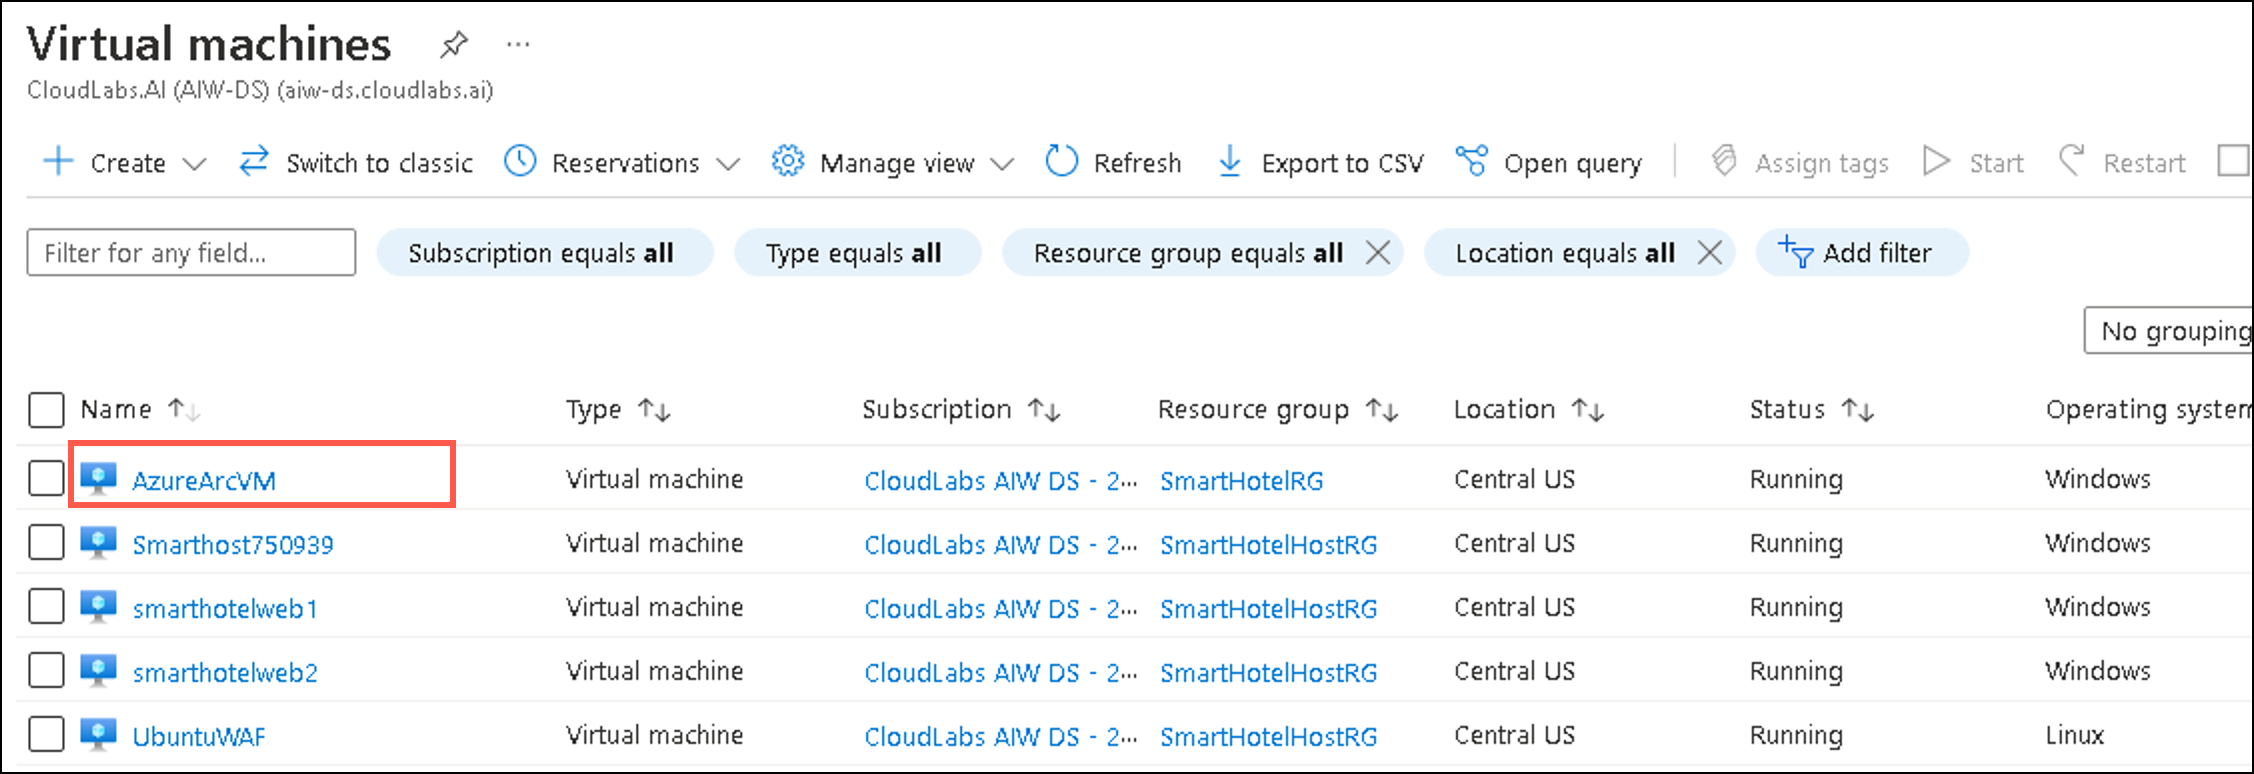 Virtual machines ...
CloudLabs.AI (AIW-DS) (aiw-ds.cloudlabs.ai)
Create Switch to classic Reservations Manage view Refresh Export to CSV Open query Assign tags Start Restart
Filter for any field... Subscription equals all Type equals all Resource group equals all Location equals all Add filter
No grouping
Name Type Subscription Resource group Location Status Operating system
AzureArcVM Virtual machine CloudLabs AIW DS - 2... SmartHotelRG Central US Running Windows
Smarthost750939 Virtual machine CloudLabs AIW DS - 2... SmartHotelHostRG Central US Running Windows
smarthotelweb1 Virtual machine CloudLabs AIW DS - 2... SmartHotelHostRG Central US Running Windows
smarthotelweb2 Virtual machine CloudLabs AIW DS - 2... SmartHotelHostRG Central US Running Windows
UbuntuWAF Virtual machine CloudLabs AIW DS - 2... SmartHotelHostRG Central US Running Linux